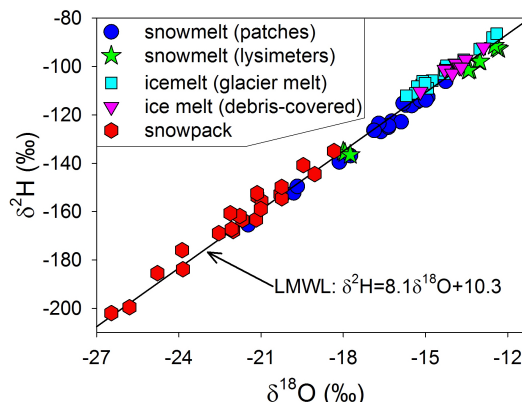 snowmelt (patches)
snowmelt (lysimeters)
icemelt (glacier melt)
ice melt (debris-covered)
snowpack
-80
-100
-120
-140
-160
-180
-200
δ²H (‰)
LMWL: δ²H=8.1δ¹⁸O+10.3
-27 -24 -21 -18 -15 -12
δ¹⁸O (‰)